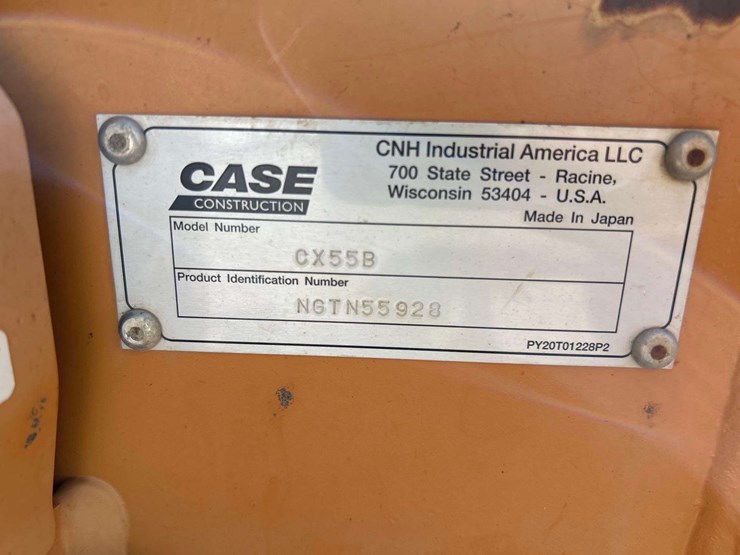 CASE
CONSTRUCTION
CNH Industrial America LLC
700 State Street - Racine,
Wisconsin 53404 - U.S.A.
Made In Japan
Model Number
CX55B
Product Identification Number
NGTN55928
PY20T01228P2